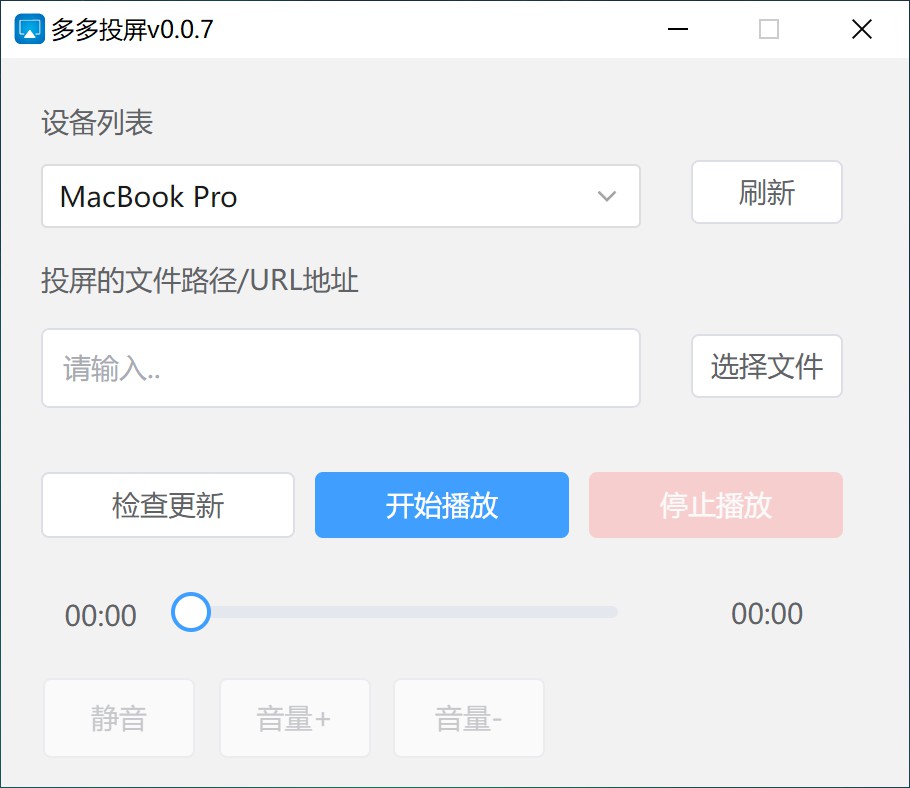 多多投屏v0.0.7
设备列表
MacBook Pro
刷新
投屏的文件路径/URL地址
请输入..
选择文件
检查更新
开始播放
停止播放
00:00
00:00
静音
音量+
音量-